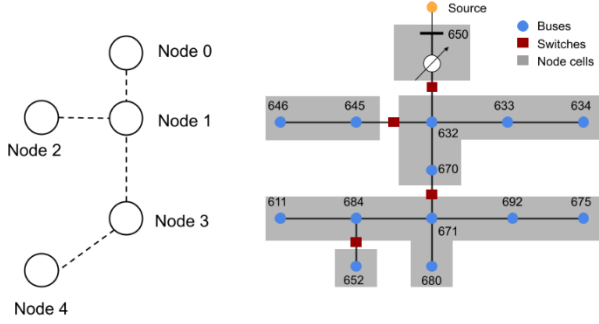 Node 0
Node 1
Node 2
Node 3
Node 4
Source
650
Buses
Switches
Node cells
646 645 632 633 634
670
611 684 671 692 675
652 680